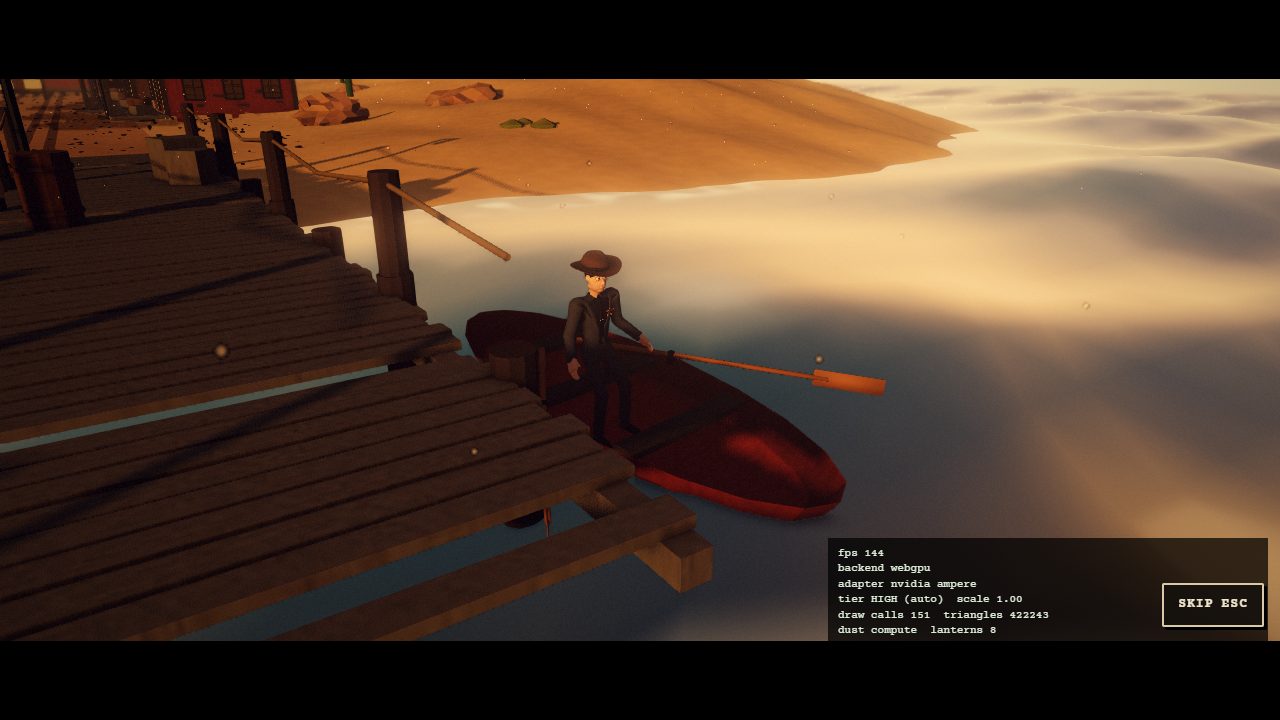 fps 144
backend webgpu
adapter nvidia ampere
tier HIGH (auto)  scale 1.00
draw calls 151  triangles 422243
dust compute  lanterns 8
SKIP ESC